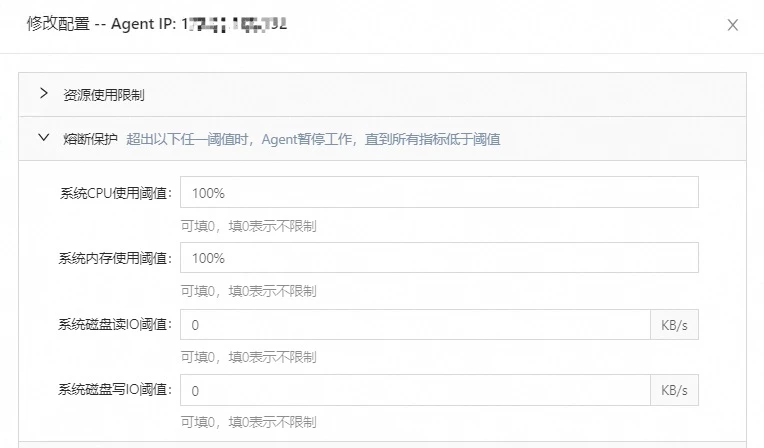 修改配置 -- Agent IP:
资源使用限制
熔断保护 超出以下任一阈值时，Agent暂停工作，直到所有指标低于阈值
系统CPU使用阈值： 100%
可填0，填0表示不限制
系统内存使用阈值： 100%
可填0，填0表示不限制
系统磁盘读IO阈值： 0 KB/s
可填0，填0表示不限制
系统磁盘写IO阈值： 0 KB/s
可填0，填0表示不限制